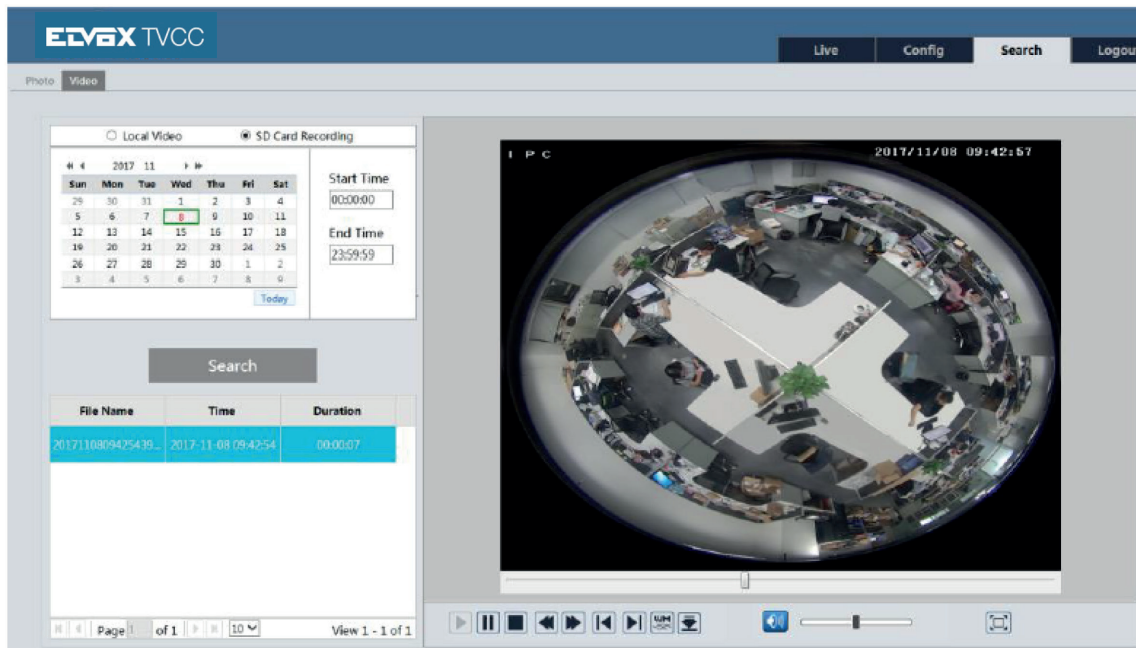 ELVOX TVCC
Live Config Search Logou
Photo Video
Local Video SD Card Recording
2017 11
Sun Mon Tue Wed Thu Fri Sat
29 30 31 1 2 3 4
5 6 7 8 9 10 11
12 13 14 15 16 17 18
19 20 21 22 23 24 25
26 27 28 29 30 1 2
3 4 5 6 7 8 9
Today
Start Time
00:00:00
End Time
23:59:59
Search
File Name Time Duration
2017110809425439... 2017-11-08 09:42:54 00:00:07
Page 1 of 1 10 View 1 - 1 of 1
IPC 2017/11/08 09:42:57
WM